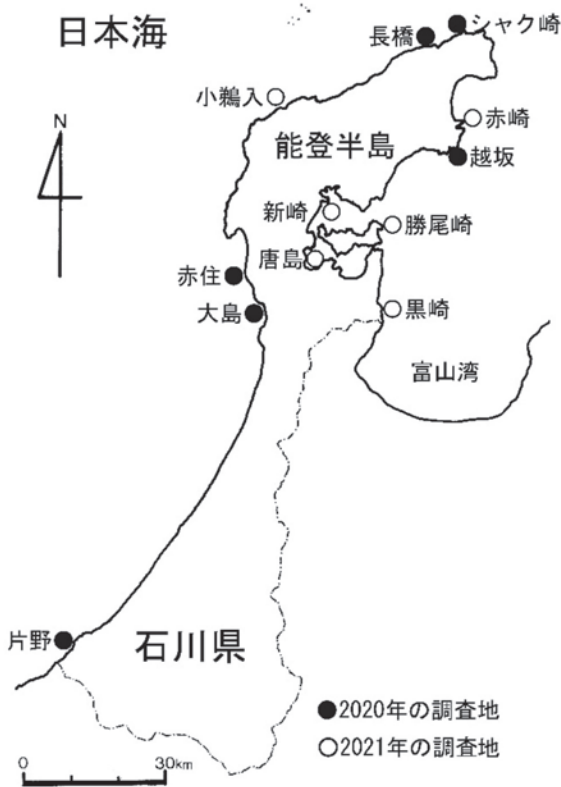 日本海
シャク崎
長橋
小鵜入
赤崎
能登半島
越坂
N
新崎
勝尾崎
唐島
赤住
大島
黒崎
富山湾
片野
石川県
●2020年の調査地
○2021年の調査地
0 30km